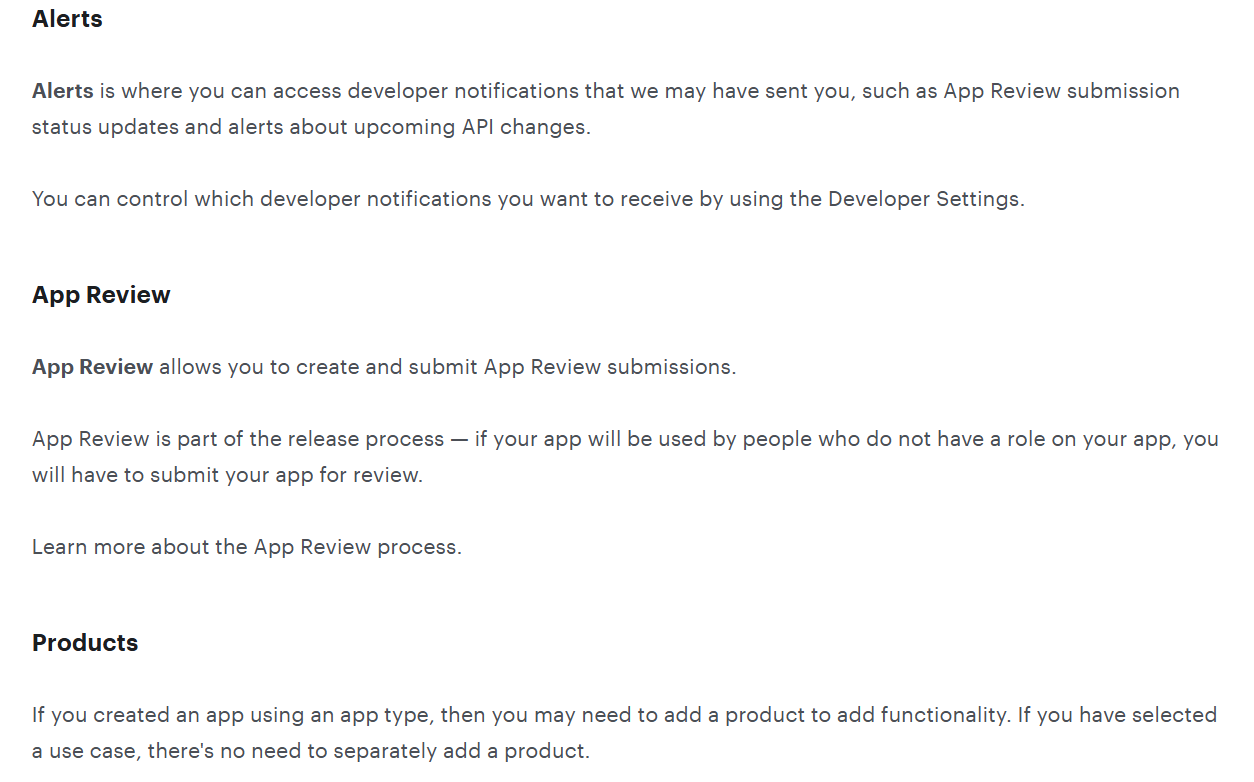 Alerts
Alerts is where you can access developer notifications that we may have sent you, such as App Review submission
status updates and alerts about upcoming API changes.
You can control which developer notifications you want to receive by using the Developer Settings.
App Review
App Review allows you to create and submit App Review submissions.
App Review is part of the release process — if your app will be used by people who do not have a role on your app, you
will have to submit your app for review.
Learn more about the App Review process.
Products
If you created an app using an app type, then you may need to add a product to add functionality. If you have selected
a use case, there's no need to separately add a product.